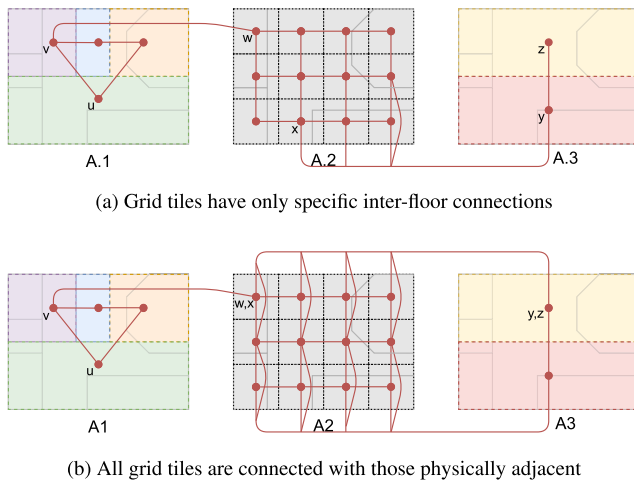 v
u
w
x
z
y
A.1
A.2
A.3
(a) Grid tiles have only specific inter-floor connections
v
u
w,x
y,z
A1
A2
A3
(b) All grid tiles are connected with those physically adjacent